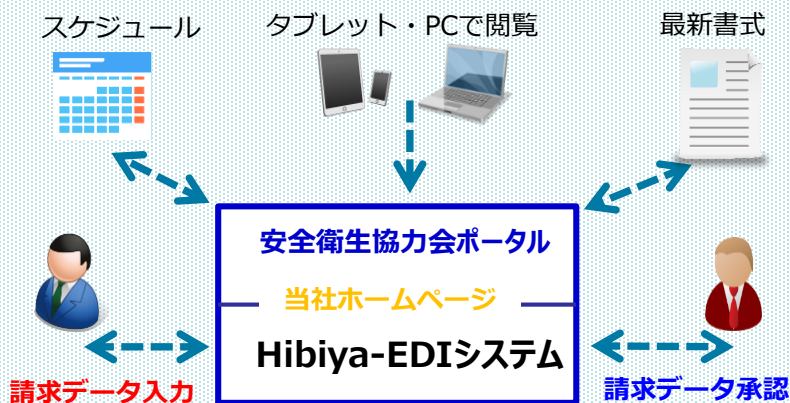 スケジュール
タブレット・PCで閲覧
最新書式
安全衛生協力会ポータル
当社ホームページ
Hibiya-EDIシステム
請求データ入力
請求データ承認